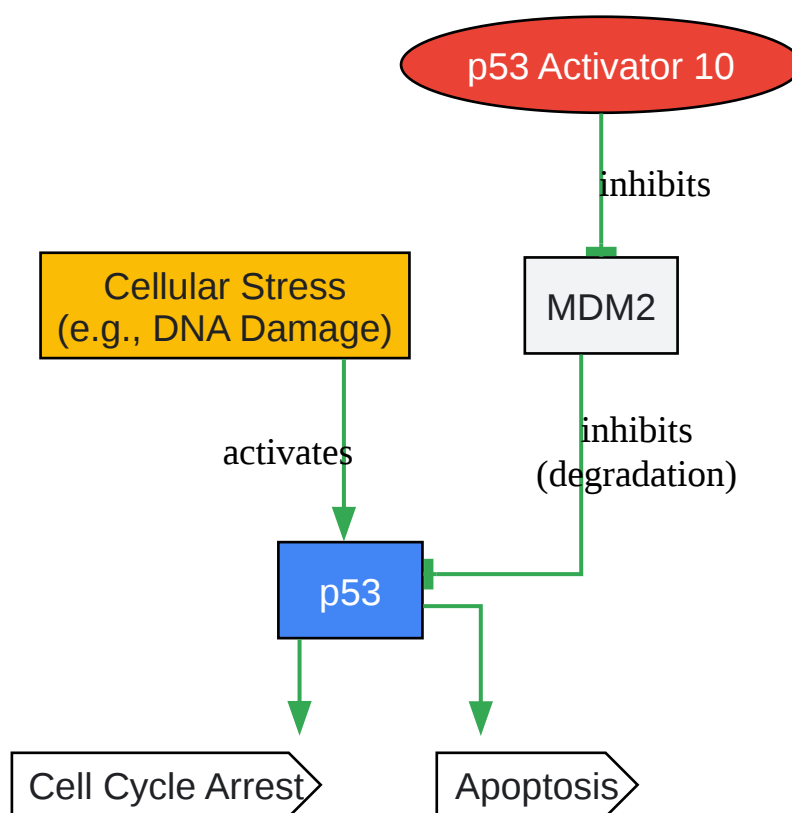 p53 Activator 10
inhibits
Cellular Stress
(e.g., DNA Damage)
MDM2
activates
inhibits
(degradation)
p53
Cell Cycle Arrest
Apoptosis